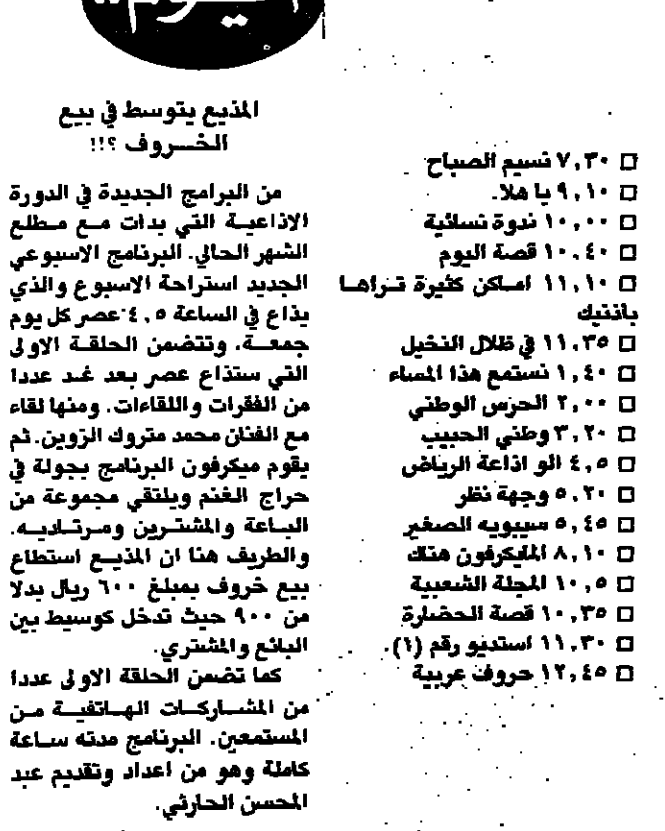 □ ٧,٣٠ نسيم الصباح
□ ٩,١٠ يا هلا.
□ ١٠,٠٠ ندوة نسائية
□ ١٠,٤٠ قصة اليوم
□ ١١,١٠ اماكن كثيرة تراها
باذنيك
□ ١١,٣٥ في ظلال النخيل
□ ١,٤٠ نستمع هذا المساء
□ ٢,٠٠ الحرس الوطني
□ ٣,٢٠ وطني الحبيب
□ ٤,٥ الو اذاعة الرياض
□ ٥,٢٠ وجهة نظر
□ ٥,٤٥ سيبويه الصغير
□ ٨,١٠ المايكرفون هناك
□ ١٠,٥ المجلة الشعبية
□ ١٠,٣٥ قصة الحضارة
□ ١١,٣٠ استديو رقم (١).
□ ١٢,٤٥ حروف عربية
المذيع يتوسط في بيع
الخروف ؟!!
من البرامج الجديدة في الدورة
الاذاعية التي بدات مع مطلع
الشهر الحالي. البرنامج الاسبوعي
الجديد استراحة الاسبوع والذي
يذاع في الساعة ٤,٥ عصر كل يوم
جمعة. وتتضمن الحلقة الاولى
التي ستذاع عصر بعد غد عددا
من الفقرات واللقاءات. ومنها لقاء
مع الفنان محمد متروك الزوين. ثم
يقوم ميكرفون البرنامج بجولة في
حراج الغنم ويلتقي مجموعة من
الباعة والمشترين ومرتاديه.
والطريف هنا ان المذيع استطاع
بيع خروف بمبلغ ٦٠٠ ريال بدلا
من ٩٠٠ حيث تدخل كوسيط بين
البائع والمشتري.
كما تضمن الحلقة الاولى عددا
من المشاركات الهاتفية من
المستمعين. البرنامج مدته ساعة
كاملة وهو من اعداد وتقديم عبد
المحسن الحارثي.